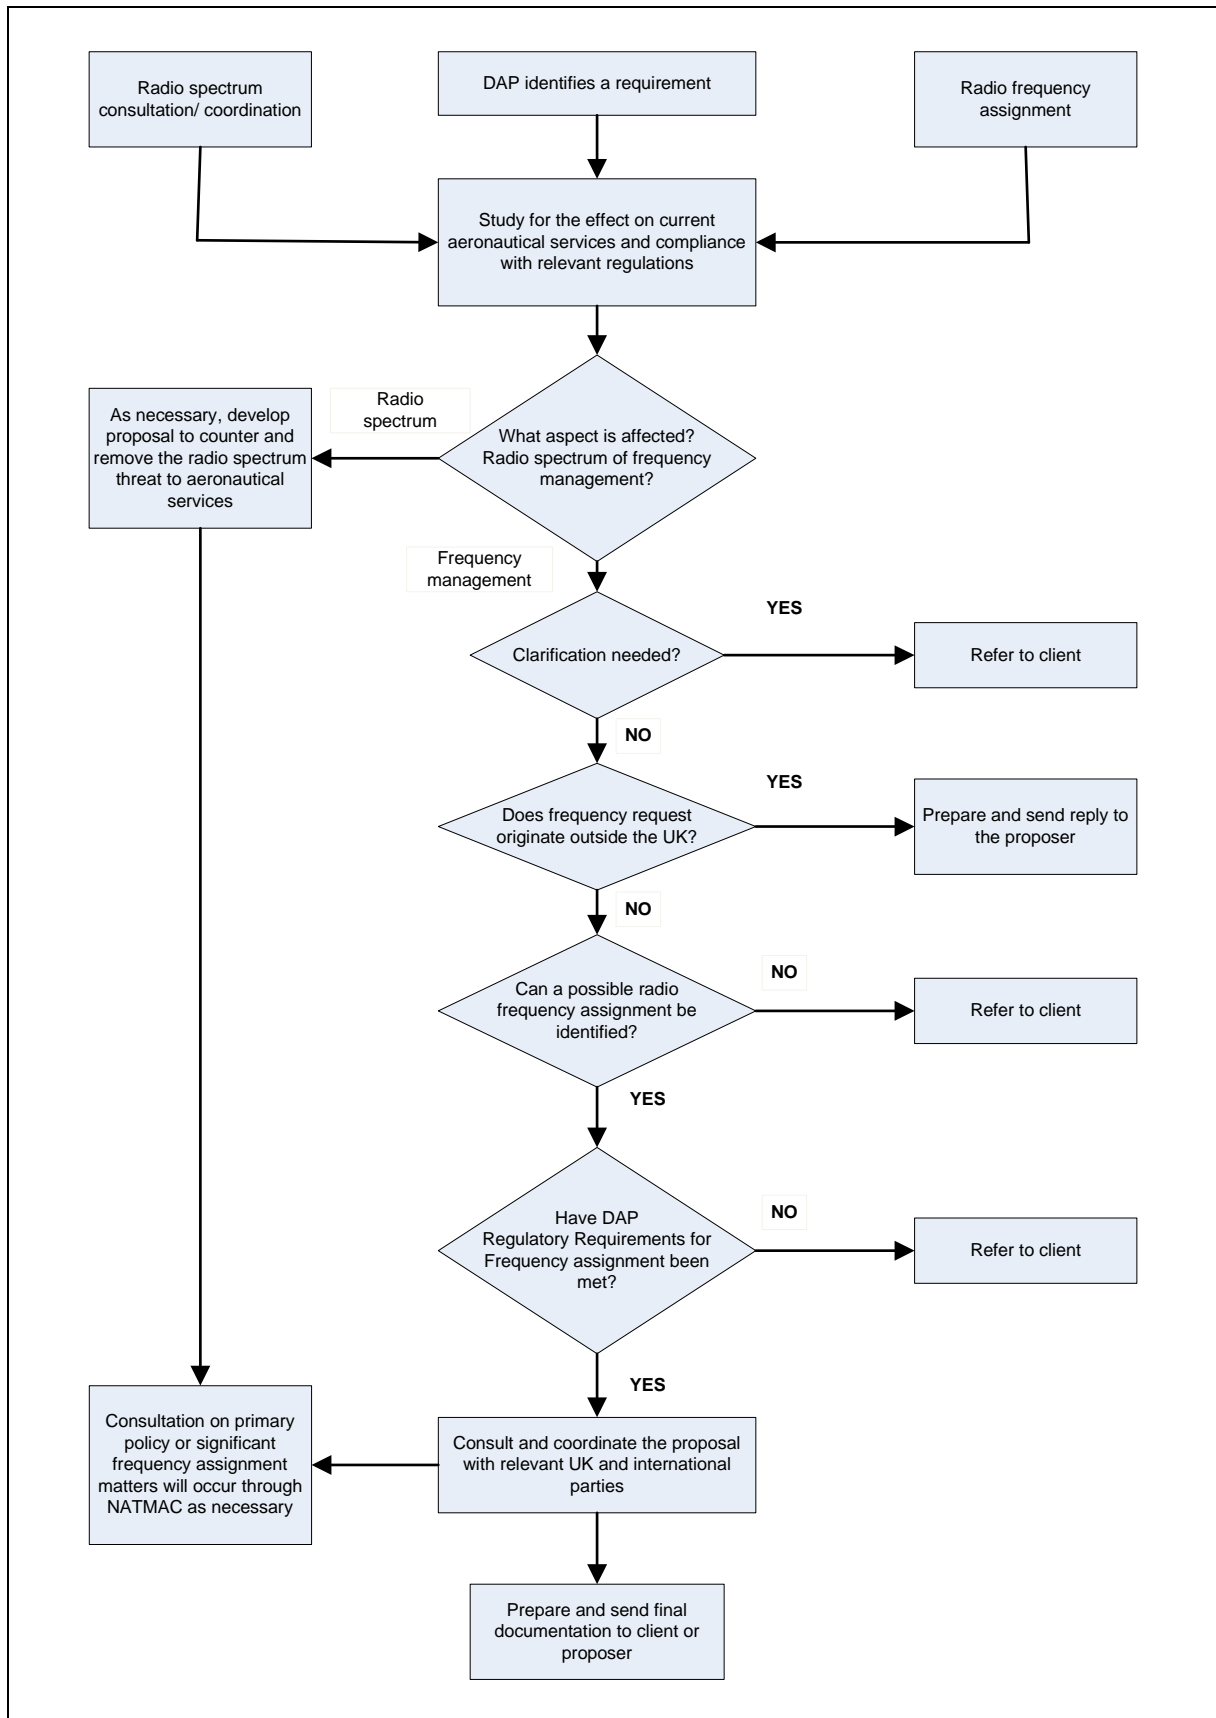 Radio spectrum
consultation/ coordination
DAP identifies a requirement
Radio frequency
assignment
Study for the effect on current
aeronautical services and compliance
with relevant regulations
As necessary, develop
proposal to counter and
remove the radio spectrum
threat to aeronautical
services
Radio
spectrum
What aspect is affected?
Radio spectrum of frequency
management?
Frequency
management
Clarification needed?
YES
Refer to client
NO
Does frequency request
originate outside the UK?
YES
Prepare and send reply to
the proposer
NO
Can a possible radio
frequency assignment be
identified?
NO
Refer to client
YES
Have DAP
Regulatory Requirements for
Frequency assignment been
met?
NO
Refer to client
YES
Consultation on primary
policy or significant
frequency assignment
matters will occur through
NATMAC as necessary
Consult and coordinate the proposal
with relevant UK and international
parties
Prepare and send final
documentation to client or
proposer